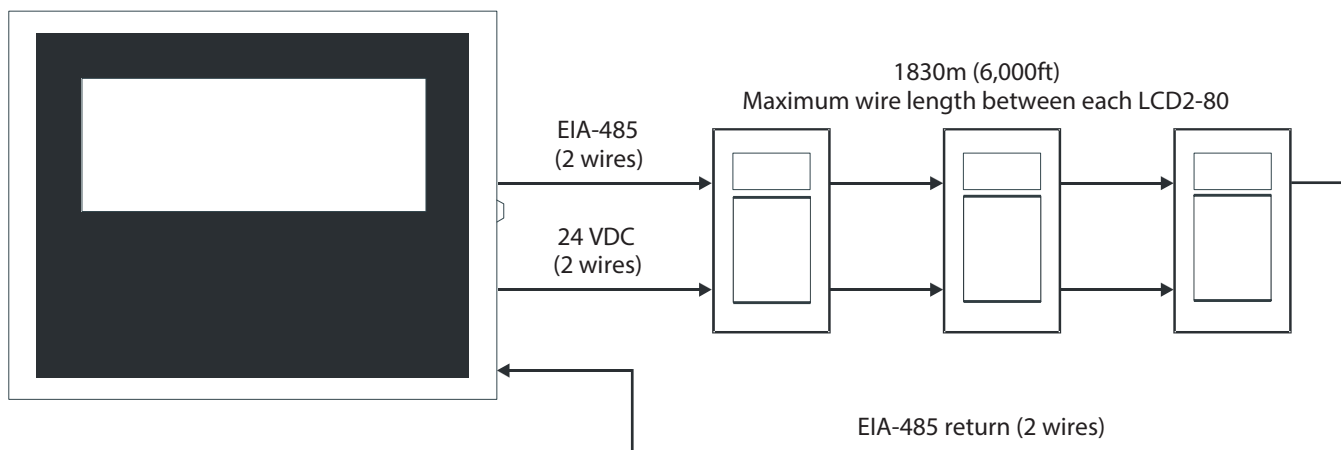 1830m (6,000ft)
Maximum wire length between each LCD2-80
EIA-485
(2 wires)
24 VDC
(2 wires)
EIA-485 return (2 wires)